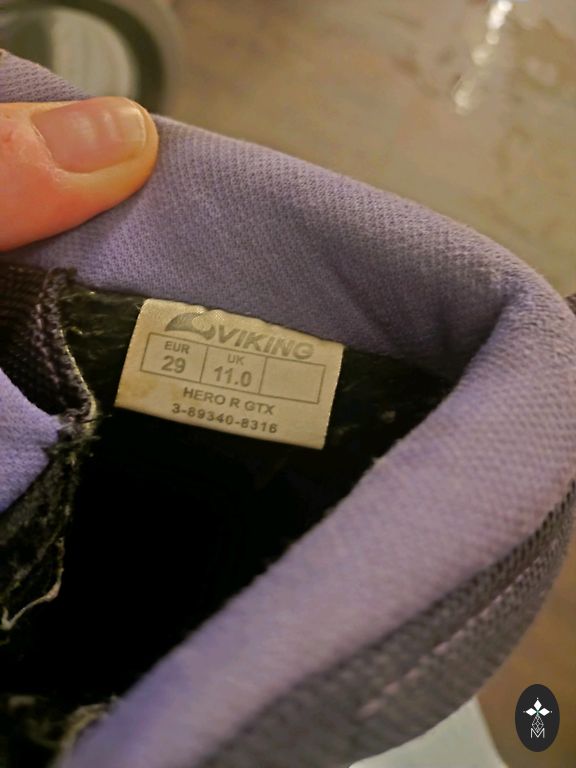 VIKING
EUR UK
29 11.0
HERO R GTX
3-89340-8316
M